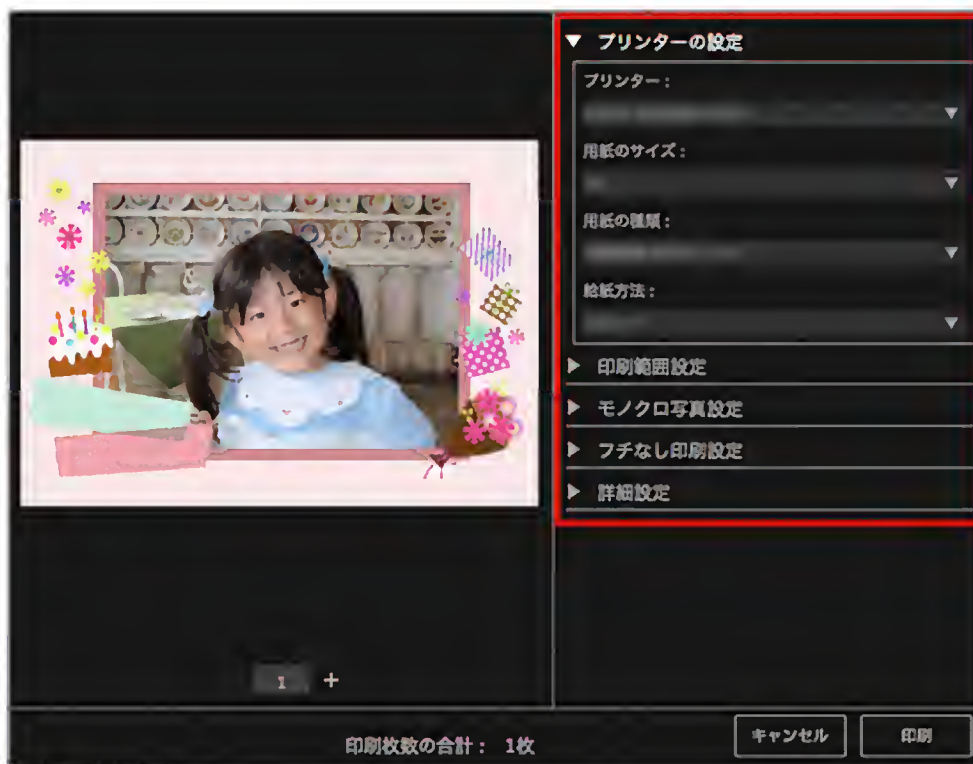 プリンターの設定
プリンター：
用紙のサイズ：
用紙の種類：
給紙方法：
印刷範囲設定
モノクロ写真設定
フチなし印刷設定
詳細設定
1 +
印刷枚数の合計： 1枚
キャンセル
印刷